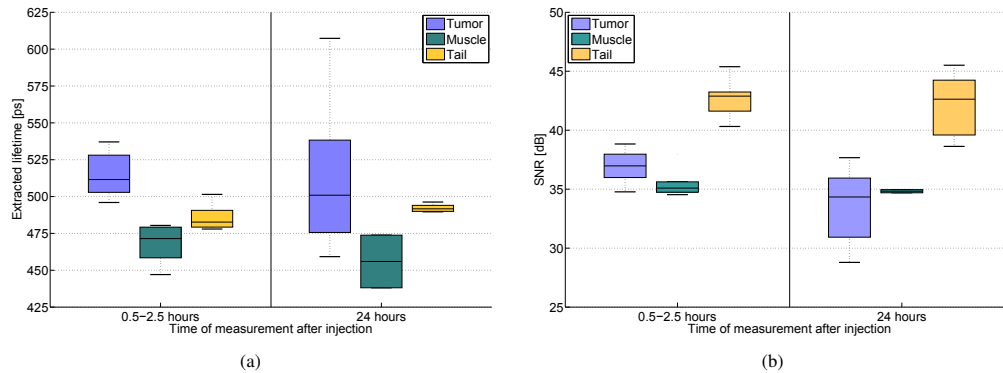 625
600
575
550
525
500
475
450
425
Extracted lifetime [ps]
Tumor
Muscle
Tail
0.5−2.5 hours
24 hours
Time of measurement after injection
(a)
50
45
40
35
30
25
SNR [dB]
Tumor
Muscle
Tail
0.5−2.5 hours
24 hours
Time of measurement after injection
(b)